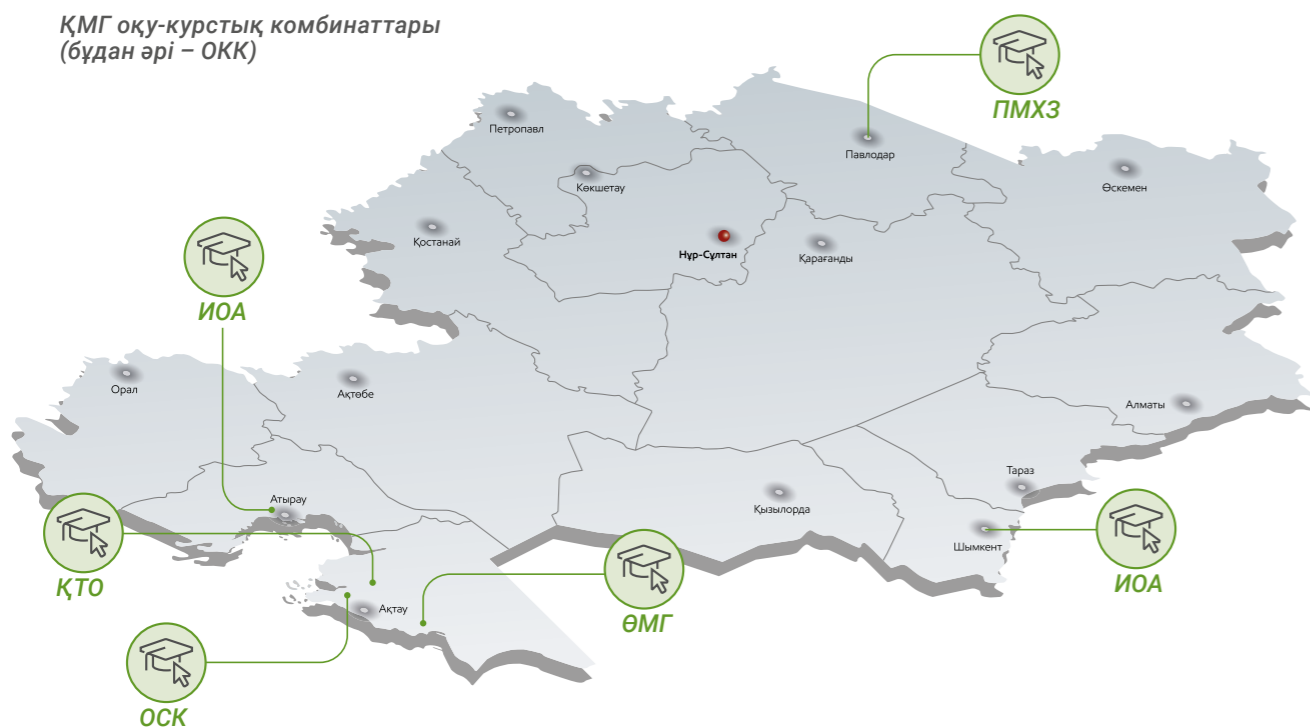 ҚМГ оқу-курстық комбинаттары
(бұдан әрі – ОКК)
ПМХЗ
Петропавл
Павлодар
Көкшетау
Өскемен
Қостанай
Нұр-Сұлтан
Қарағанды
ИОА
Орал
Ақтөбе
Алматы
Тараз
Атырау
Қызылорда
Шымкент
ҚТО
ӨМГ
ИОА
Ақтау
ОСК